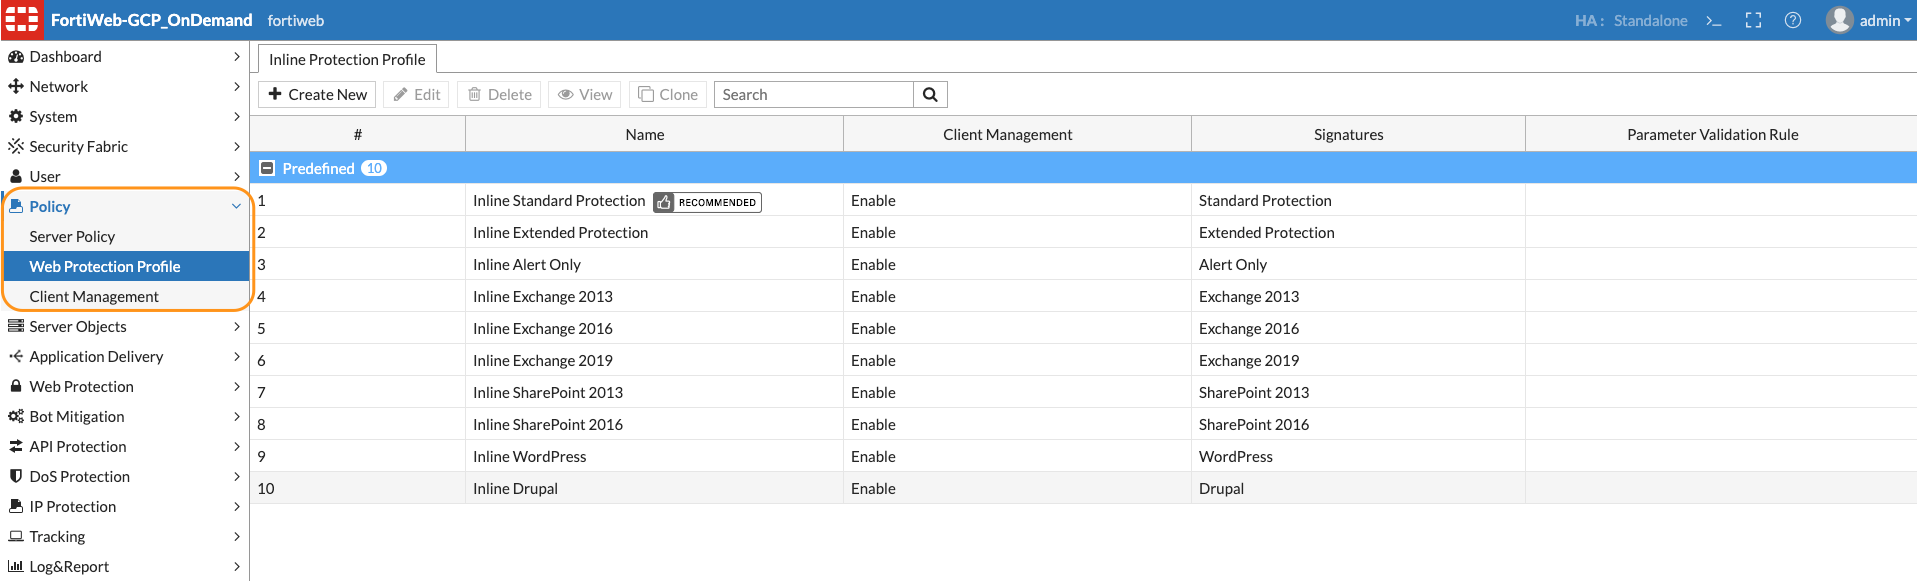 FortiWeb-GCP_OnDemand fortiweb HA : Standalone >_ admin
Dashboard
Network
System
Security Fabric
User
Policy
Server Policy
Web Protection Profile
Client Management
Server Objects
Application Delivery
Web Protection
Bot Mitigation
API Protection
DoS Protection
IP Protection
Tracking
Log&Report
Inline Protection Profile
Create New Edit Delete View Clone Search
# Name Client Management Signatures Parameter Validation Rule
Predefined 10
1 Inline Standard Protection RECOMMENDED Enable Standard Protection
2 Inline Extended Protection Enable Extended Protection
3 Inline Alert Only Enable Alert Only
4 Inline Exchange 2013 Enable Exchange 2013
5 Inline Exchange 2016 Enable Exchange 2016
6 Inline Exchange 2019 Enable Exchange 2019
7 Inline SharePoint 2013 Enable SharePoint 2013
8 Inline SharePoint 2016 Enable SharePoint 2016
9 Inline WordPress Enable WordPress
10 Inline Drupal Enable Drupal